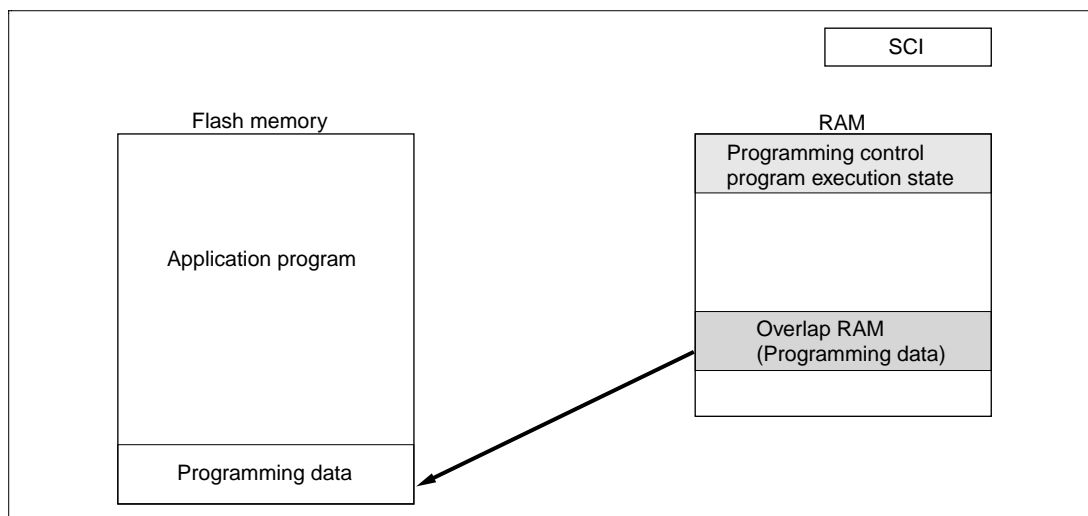 SCI
Flash memory
RAM
Programming control
program execution state
Application program
Overlap RAM
(Programming data)
Programming data